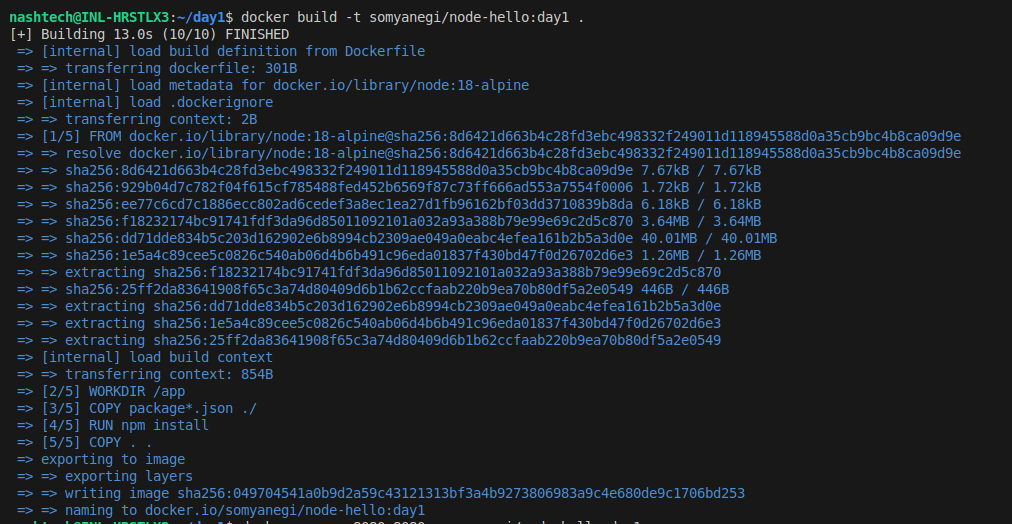 nashtech@INL-HRSTLX3:~/day1$ docker build -t somyanegi/node-hello:day1 .
[+] Building 13.0s (10/10) FINISHED
=> [internal] load build definition from Dockerfile
=> => transferring dockerfile: 301B
=> [internal] load metadata for docker.io/library/node:18-alpine
=> [internal] load .dockerignore
=> => transferring context: 2B
=> [1/5] FROM docker.io/library/node:18-alpine@sha256:8d6421d663b4c28fd3ebc498332f249011d118945588d0a35cb9bc4b8ca09d9e
=> => resolve docker.io/library/node:18-alpine@sha256:8d6421d663b4c28fd3ebc498332f249011d118945588d0a35cb9bc4b8ca09d9e
=> => sha256:8d6421d663b4c28fd3ebc498332f249011d118945588d0a35cb9bc4b8ca09d9e 7.67kB / 7.67kB
=> => sha256:929b04d7c782f04f615cf785488fed452b6569f87c73ff666ad553a7554f0006 1.72kB / 1.72kB
=> => sha256:ee77c6cd7c1886ecc802ad6cedef3a8ec1ea27d1fb96162bf03dd3710839b8da 6.18kB / 6.18kB
=> => sha256:f18232174bc91741fdf3da96d85011092101a032a93a388b79e99e69c2d5c870 3.64MB / 3.64MB
=> => sha256:dd71dde834b5c203d162902e6b8994cb2309ae049a0eabc4efea161b2b5a3d0e 40.01MB / 40.01MB
=> => sha256:1e5a4c89cee5c0826c540ab06d4b6b491c96eda01837f430bd47f0d26702d6e3 1.26MB / 1.26MB
=> => extracting sha256:f18232174bc91741fdf3da96d85011092101a032a93a388b79e99e69c2d5c870
=> => sha256:25ff2da83641908f65c3a74d80409d6b1b62ccfaab220b9ea70b80df5a2e0549 446B / 446B
=> => extracting sha256:dd71dde834b5c203d162902e6b8994cb2309ae049a0eabc4efea161b2b5a3d0e
=> => extracting sha256:1e5a4c89cee5c0826c540ab06d4b6b491c96eda01837f430bd47f0d26702d6e3
=> => extracting sha256:25ff2da83641908f65c3a74d80409d6b1b62ccfaab220b9ea70b80df5a2e0549
=> [internal] load build context
=> => transferring context: 854B
=> [2/5] WORKDIR /app
=> [3/5] COPY package*.json ./
=> [4/5] RUN npm install
=> [5/5] COPY . .
=> exporting to image
=> => exporting layers
=> => writing image sha256:049704541a0b9d2a59c43121313bf3a4b9273806983a9c4e680de9c1706bd253
=> => naming to docker.io/somyanegi/node-hello:day1